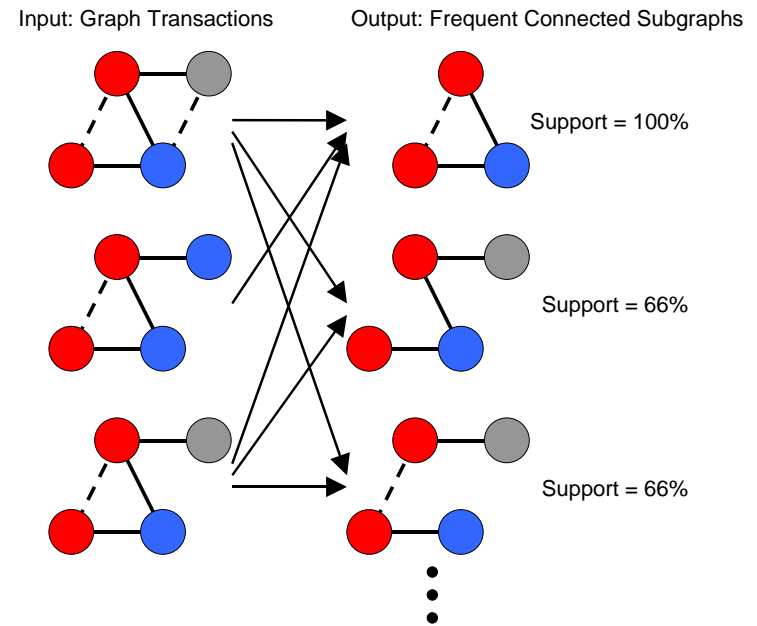 Input: Graph Transactions
Output: Frequent Connected Subgraphs
Support = 100%
Support = 66%
Support = 66%